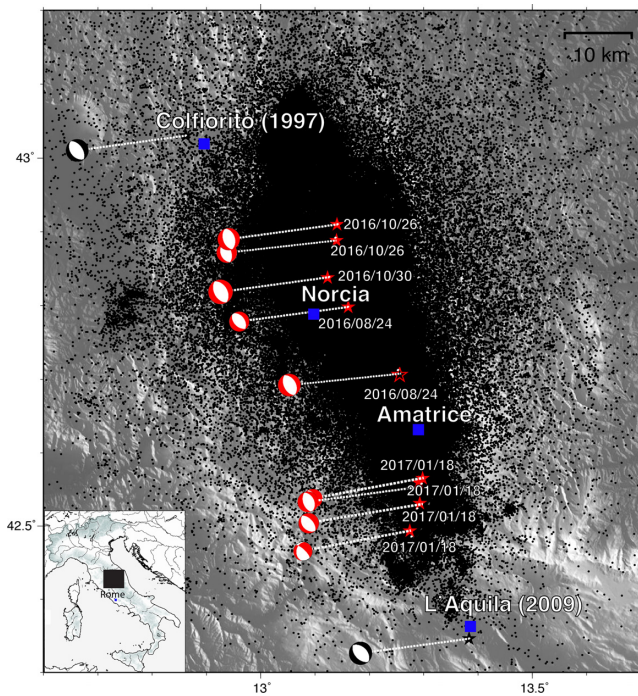 10 km
Colfiorito (1997)
43°
2016/10/26
2016/10/26
2016/10/30
Norcia
2016/08/24
2016/08/24
Amatrice
2017/01/18
2017/01/18
2017/01/18
42.5°
2017/01/18
Rome
L'Aquila (2009)
13°
13.5°